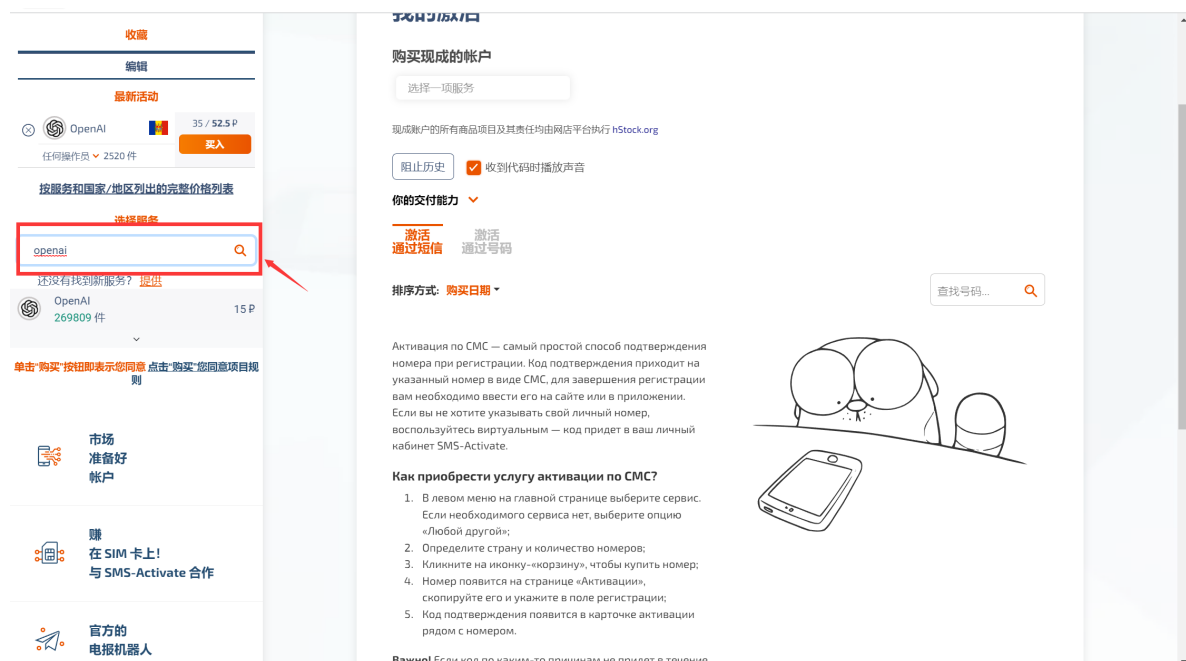 收藏
编辑
最新活动
OpenAI
35 / 52.5 ₽
买入
任何操作员
2520 件
按服务和国家/地区列出的完整价格列表
选择服务
openai
还没有找到新服务？ 提供
OpenAI
269809 件
15 ₽
单击"购买"按钮即表示您同意 点击"购买"您同意项目规
则
市场
准备好
帐户
赚
在 SIM 卡上！
与 SMS-Activate 合作
官方的
电报机器人
我的激活
购买现成的帐户
选择一项服务
现成账户的所有商品项目及其责任均由网店平台执行 hStock.org
阻止历史
收到代码时播放声音
你的交付能力
激活
通过短信
激活
通过号码
排序方式: 购买日期
查找号码...
Активация по СМС — самый простой способ подтверждения
номера при регистрации. Код подтверждения приходит на
указанный номер в виде СМС, для завершения регистрации
вам необходимо ввести его на сайте или в приложении.
Если вы не хотите указывать свой личный номер,
воспользуйтесь виртуальным — код придет в ваш личный
кабинет SMS-Activate.
Как приобрести услугу активации по СМС?
1. В левом меню на главной странице выберите сервис.
Если необходимого сервиса нет, выберите опцию
«Любой другой»;
2. Определите страну и количество номеров;
3. Кликните на иконку-«корзину», чтобы купить номер;
4. Номер появится на странице «Активации»,
скопируйте его и укажите в поле регистрации;
5. Код подтверждения появится в карточке активации
рядом с номером.
Важно! Если код по каким-то причинам не придет в течение